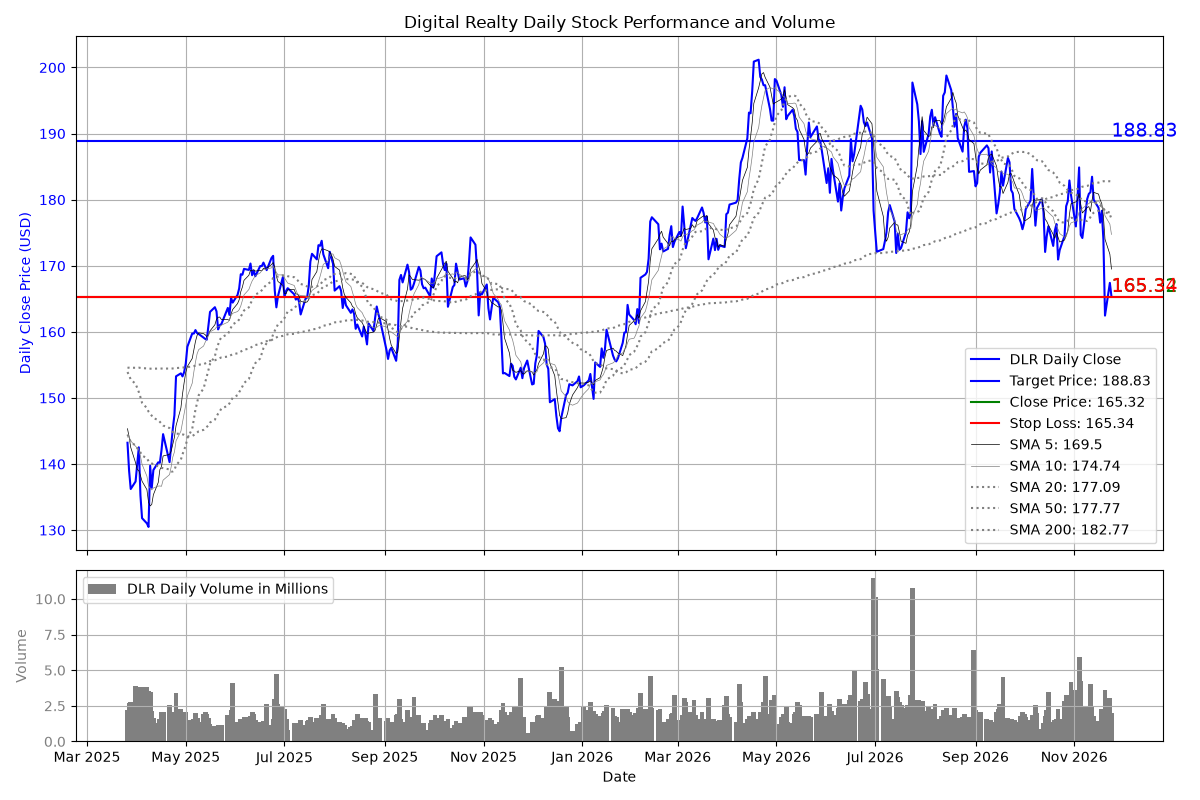 Digital Realty Daily Stock Performance and Volume
Daily Close Price (USD)
200
190
180
170
160
150
140
130
188.83
165.34
DLR Daily Close
Target Price: 188.83
Close Price: 165.32
Stop Loss: 165.34
SMA 5: 169.5
SMA 10: 174.74
SMA 20: 177.09
SMA 50: 177.77
SMA 200: 182.77
DLR Daily Volume in Millions
Volume
10.0
7.5
5.0
2.5
0.0
Mar 2025 May 2025 Jul 2025 Sep 2025 Nov 2025 Jan 2026 Mar 2026 May 2026 Jul 2026 Sep 2026 Nov 2026
Date